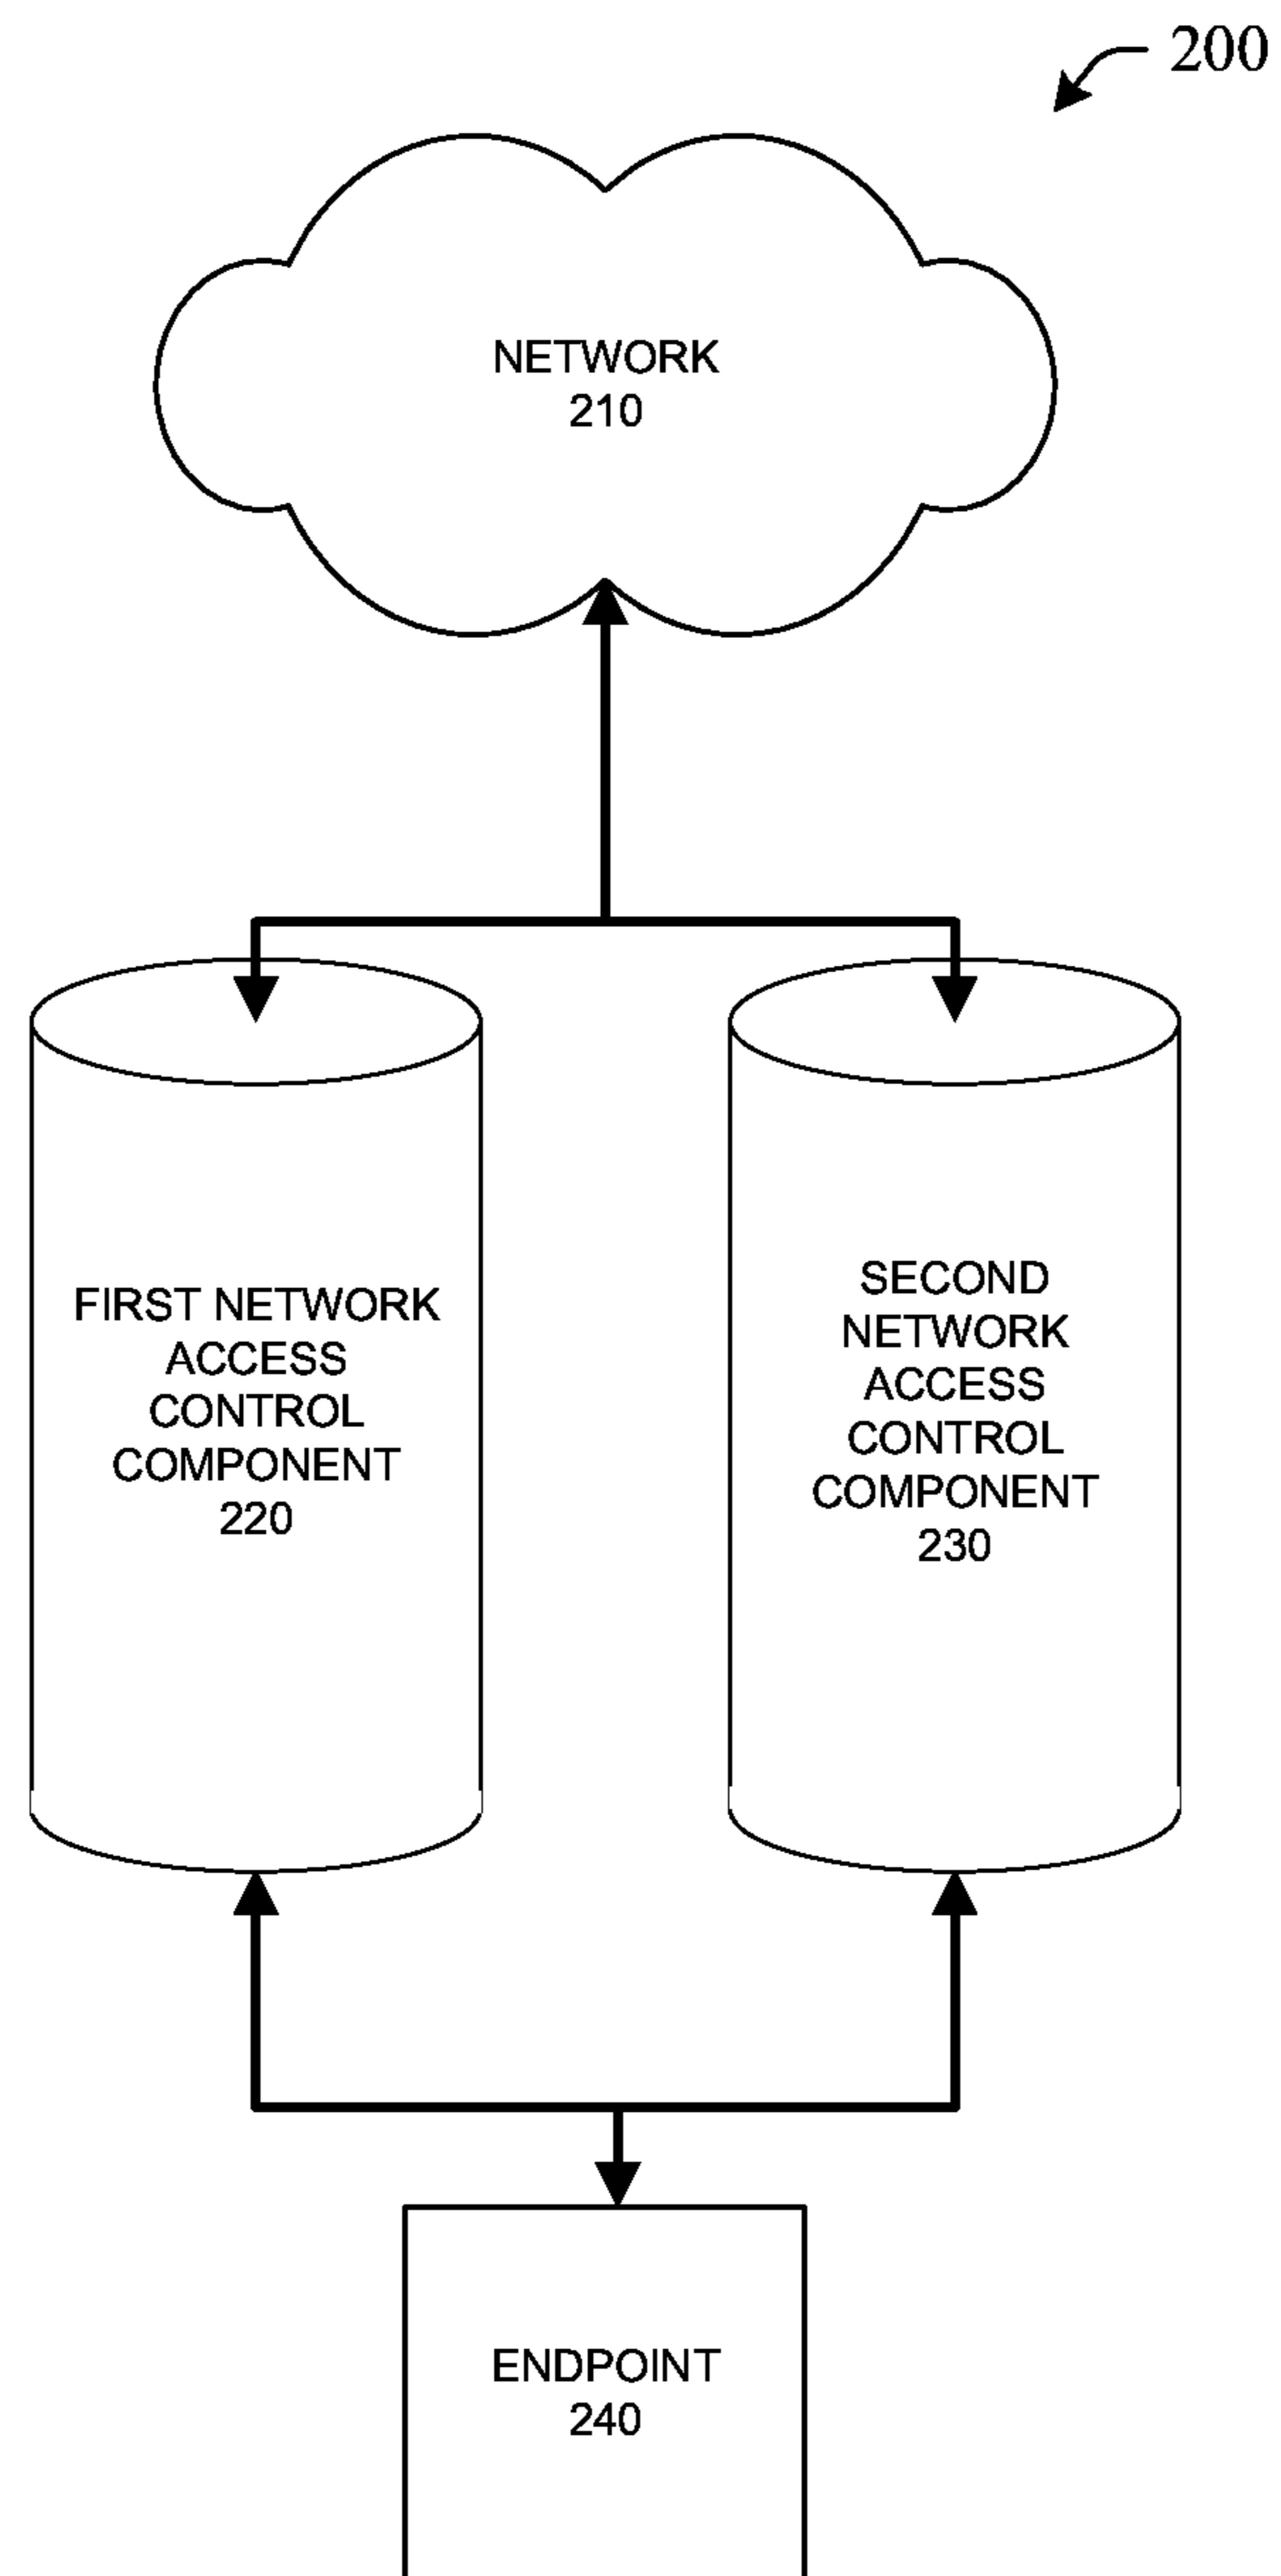 200
NETWORK
210
FIRST NETWORK
ACCESS
CONTROL
COMPONENT
220
SECOND
NETWORK
ACCESS
CONTROL
COMPONENT
230
ENDPOINT
240